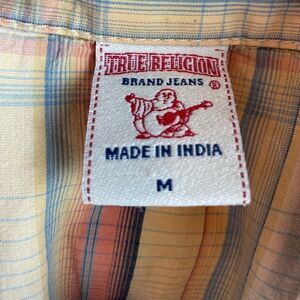 TRUE RELIGION
BRAND JEANS ®
MADE IN INDIA
M